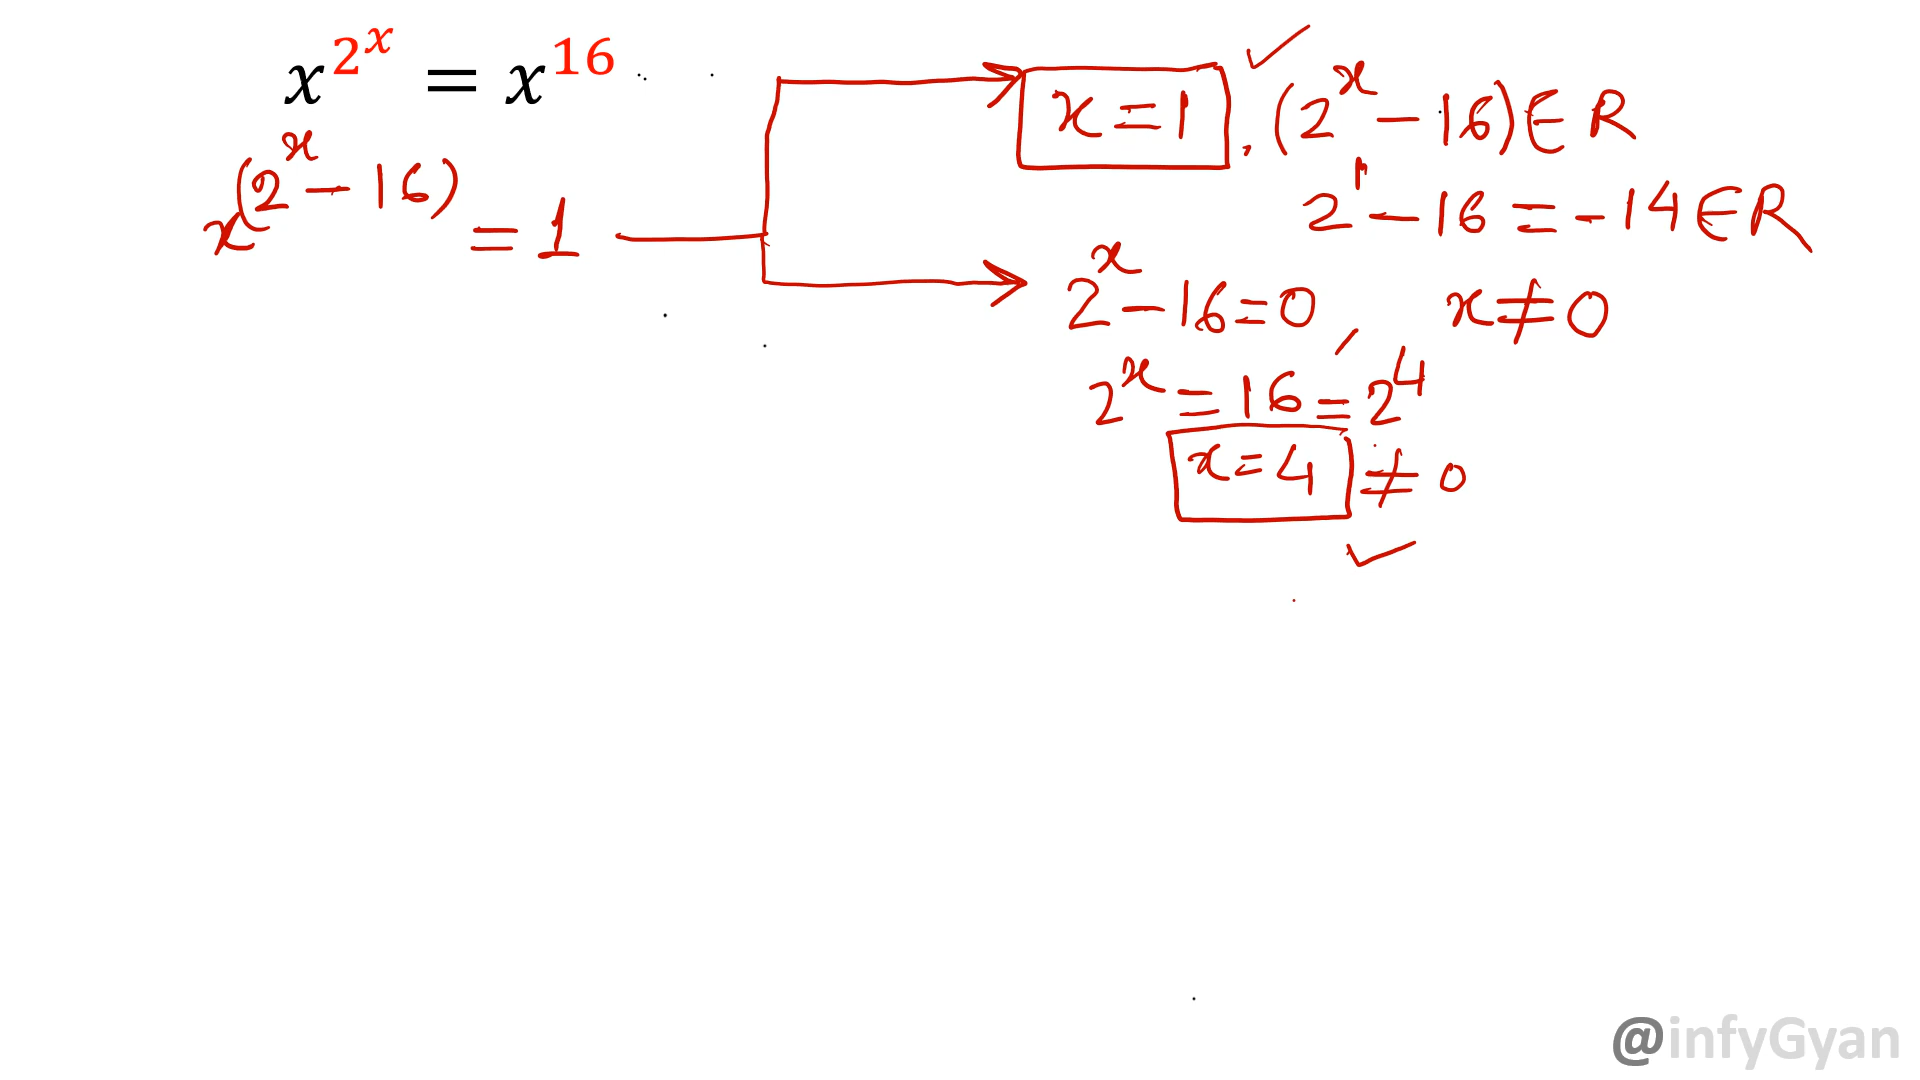 x^{2^x} = x^{16}
x^{(2^x - 16)} = 1
x = 1 . (2^x - 16) ∈ R
2^1 - 16 = -14 ∈ R
2^x - 16 = 0 , x ≠ 0
2^x = 16 = 2^4
x = 4 ≠ 0
@infyGyan